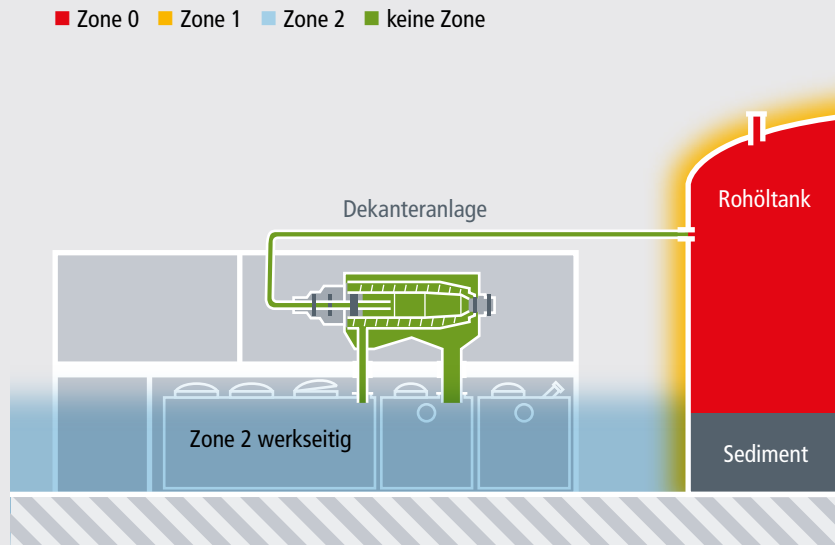 Zone 0 Zone 1 Zone 2 keine Zone
Rohöltank
Dekanteranlage
Zone 2 werkseitig
Sediment